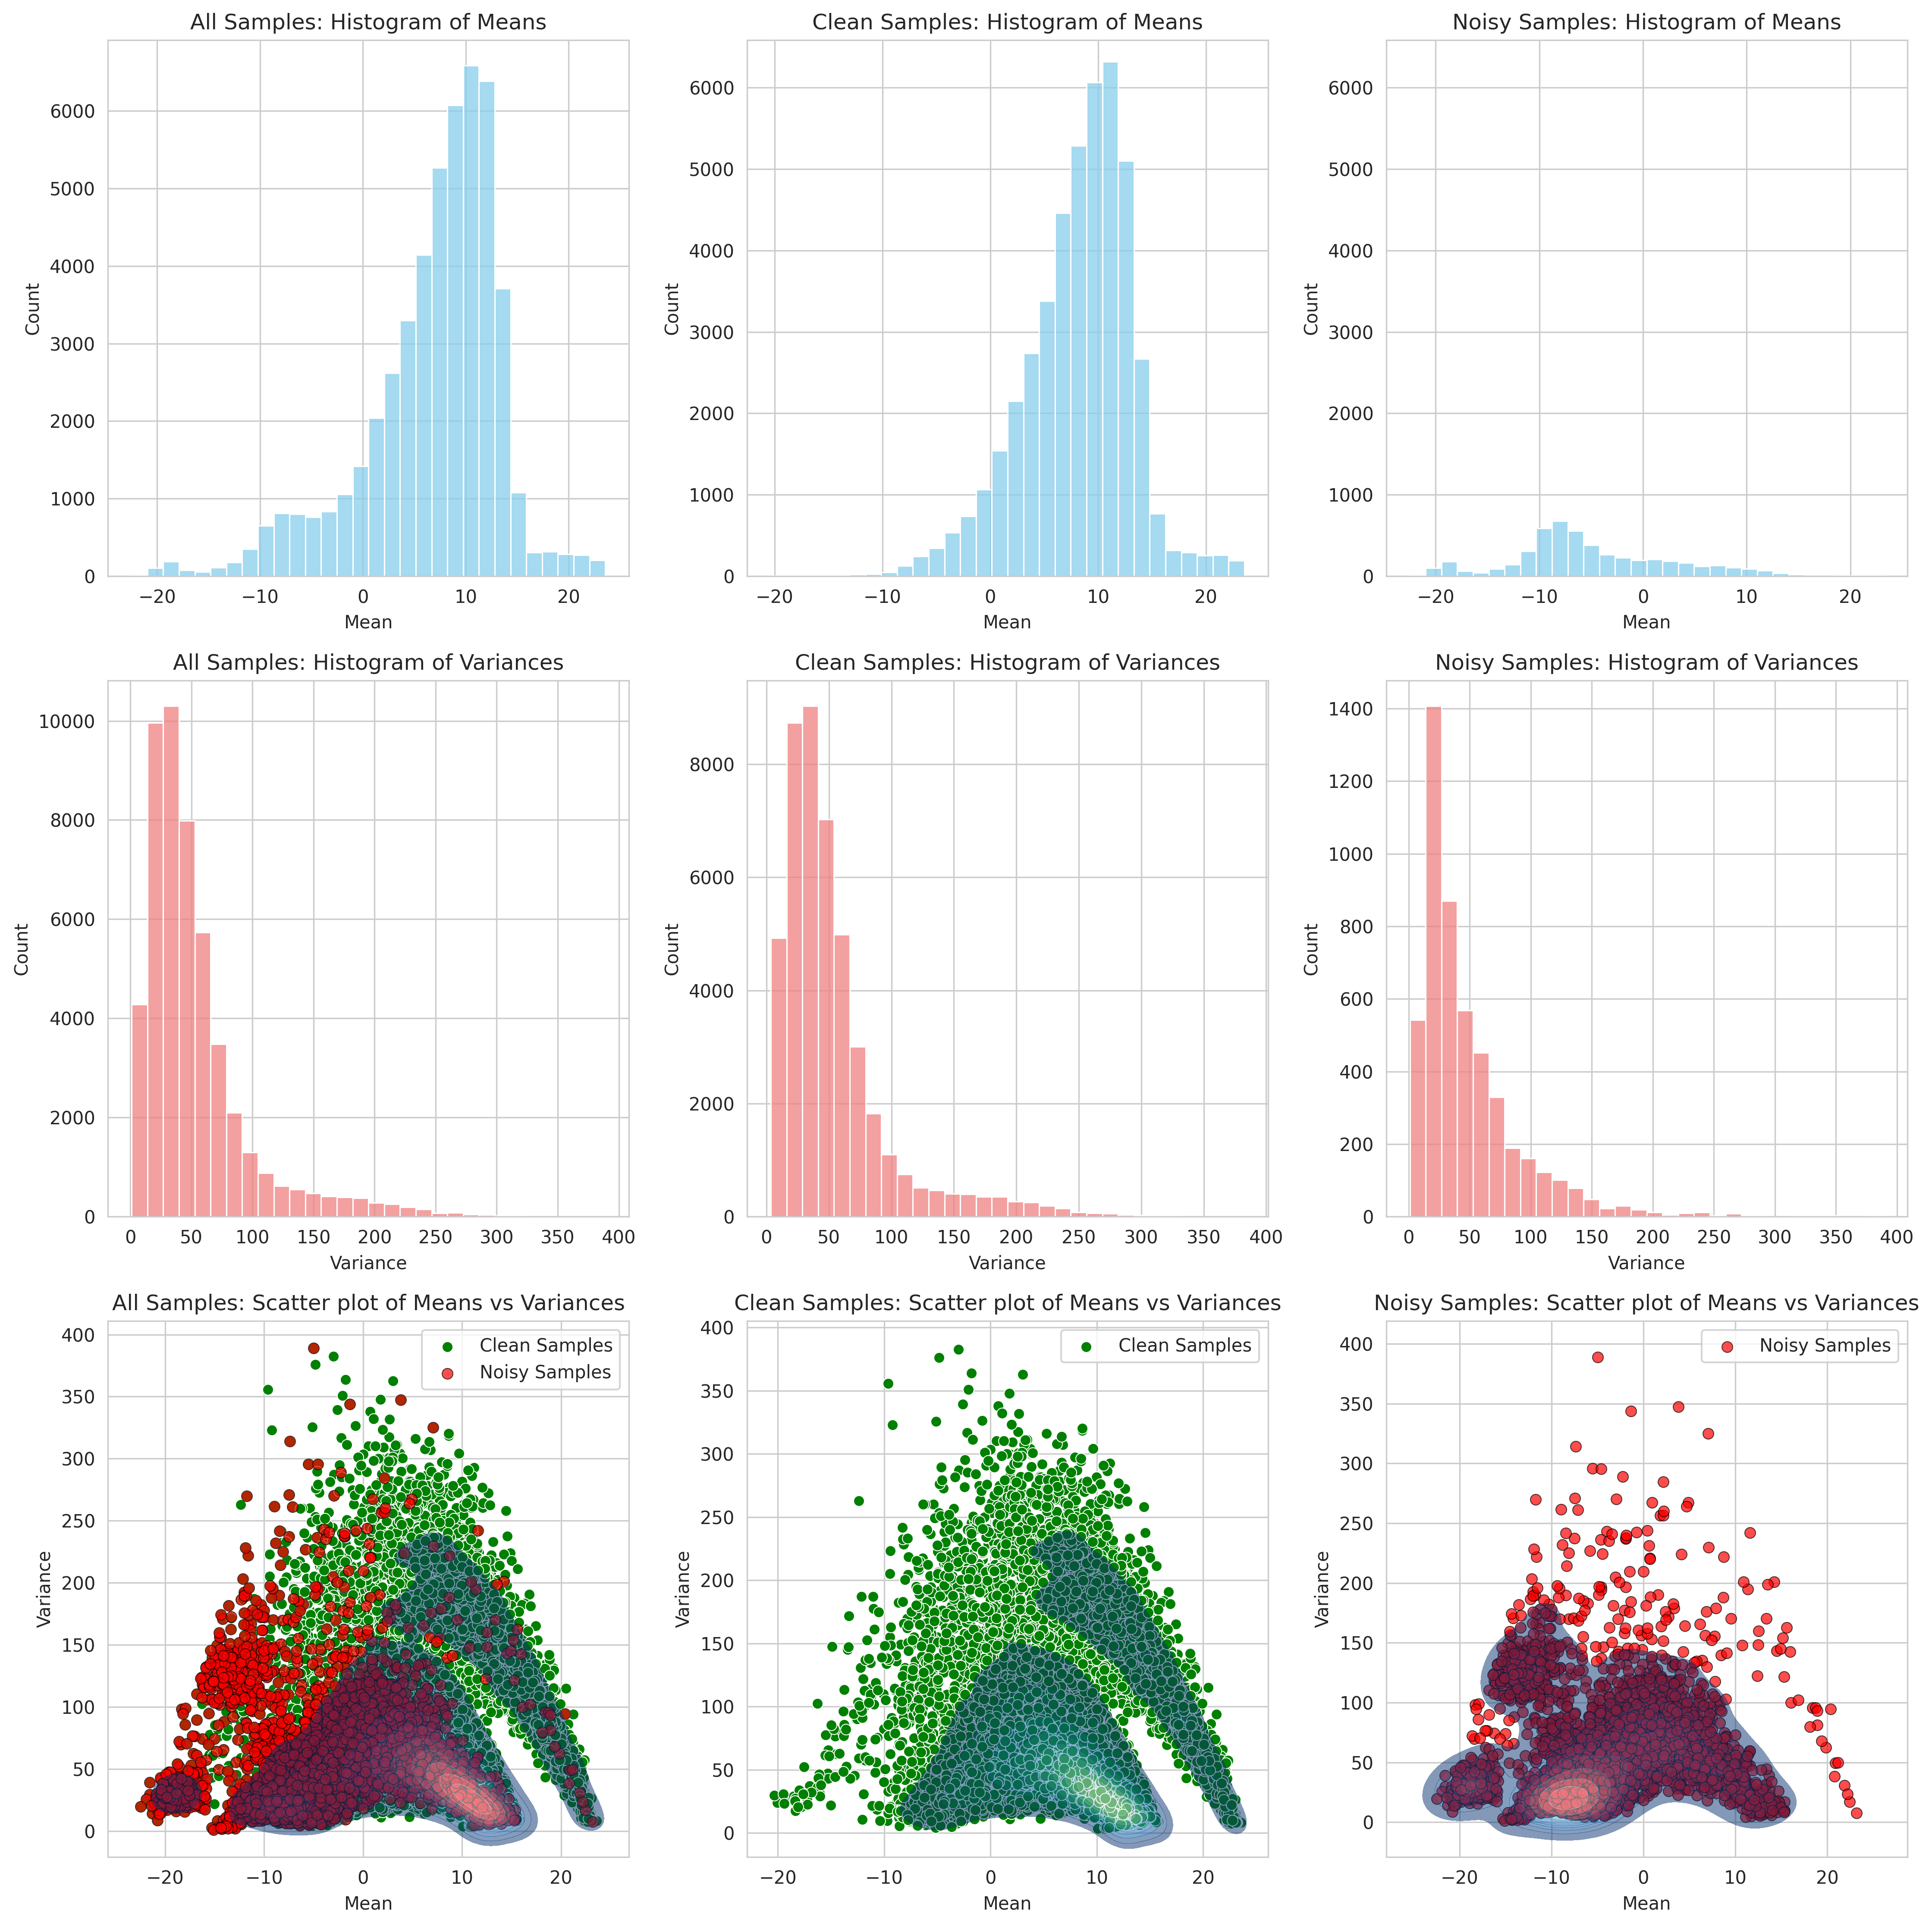 All Samples: Histogram of Means
Count
6000
5000
4000
3000
2000
1000
0
−20 −10 0 10 20
Mean
Clean Samples: Histogram of Means
Count
6000
5000
4000
3000
2000
1000
0
−20 −10 0 10 20
Mean
Noisy Samples: Histogram of Means
Count
6000
5000
4000
3000
2000
1000
0
−20 −10 0 10 20
Mean
All Samples: Histogram of Variances
Count
10000
8000
6000
4000
2000
0
0 50 100 150 200 250 300 350 400
Variance
Clean Samples: Histogram of Variances
Count
8000
6000
4000
2000
0
0 50 100 150 200 250 300 350 400
Variance
Noisy Samples: Histogram of Variances
Count
1400
1200
1000
800
600
400
200
0
0 50 100 150 200 250 300 350 400
Variance
All Samples: Scatter plot of Means vs Variances
Clean Samples
Noisy Samples
Variance
400
350
300
250
200
150
100
50
0
−20 −10 0 10 20
Mean
Clean Samples: Scatter plot of Means vs Variances
Clean Samples
Variance
400
350
300
250
200
150
100
50
0
−20 −10 0 10 20
Mean
Noisy Samples: Scatter plot of Means vs Variances
Noisy Samples
Variance
400
350
300
250
200
150
100
50
0
−20 −10 0 10 20
Mean